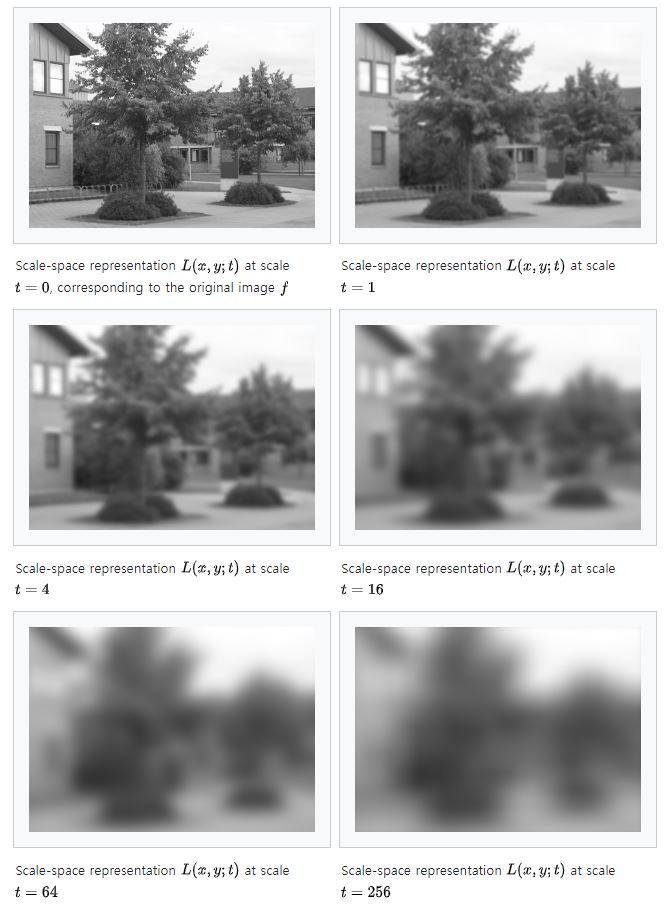 Scale-space representation L(x, y; t) at scale
t = 0, corresponding to the original image f
Scale-space representation L(x, y; t) at scale
t = 1
Scale-space representation L(x, y; t) at scale
t = 4
Scale-space representation L(x, y; t) at scale
t = 16
Scale-space representation L(x, y; t) at scale
t = 64
Scale-space representation L(x, y; t) at scale
t = 256